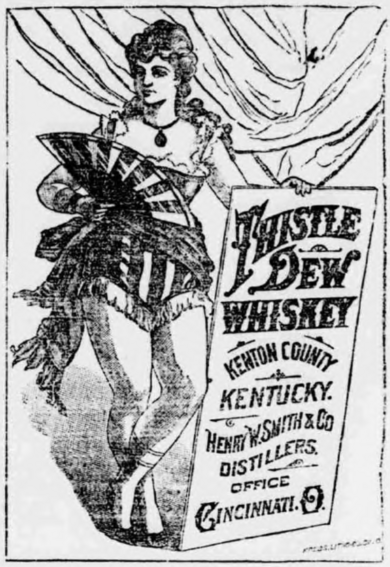 THISTLE
DEW
WHISKEY
KENTON COUNTY
KENTUCKY.
HENRY W. SMITH & CO
DISTILLERS.
OFFICE
CINCINNATI. O.